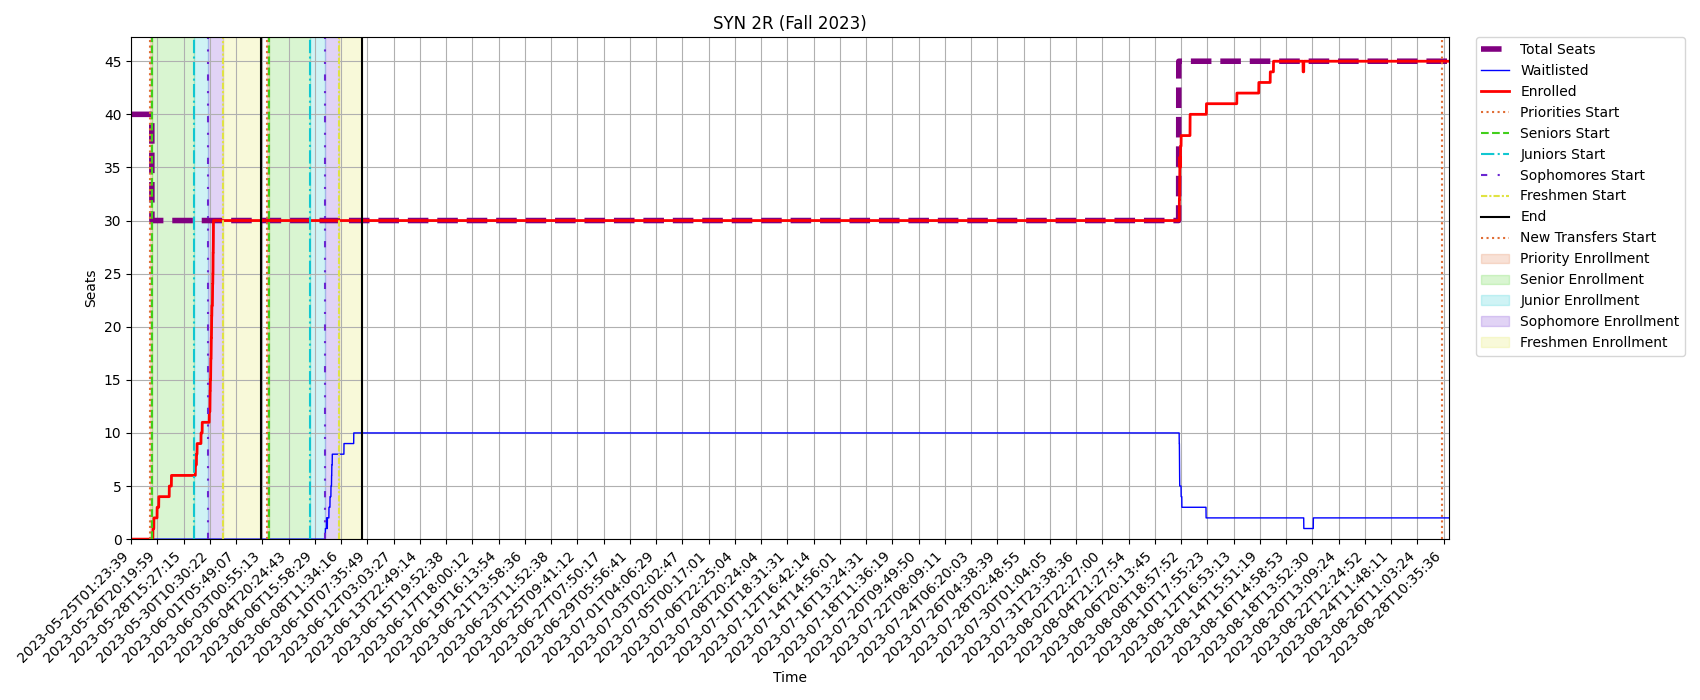 SYN 2R (Fall 2023)
Seats
45
40
35
30
25
20
15
10
5
0
2023-05-25T01:23:39
2023-05-26T20:19:59
2023-05-28T15:27:15
2023-05-30T10:30:22
2023-06-01T05:49:07
2023-06-03T00:55:13
2023-06-04T20:24:43
2023-06-06T15:58:29
2023-06-08T11:34:16
2023-06-10T07:35:49
2023-06-12T03:03:27
2023-06-13T22:49:14
2023-06-15T19:52:38
2023-06-17T18:00:12
2023-06-19T16:13:54
2023-06-21T13:58:36
2023-06-23T11:52:38
2023-06-25T09:41:12
2023-06-27T07:50:17
2023-06-29T05:56:41
2023-07-01T04:06:29
2023-07-03T02:02:47
2023-07-05T00:17:01
2023-07-06T22:25:04
2023-07-08T20:24:04
2023-07-10T18:31:31
2023-07-12T16:42:14
2023-07-14T14:56:01
2023-07-16T13:24:31
2023-07-18T11:36:19
2023-07-20T09:49:50
2023-07-22T08:09:11
2023-07-24T06:20:03
2023-07-26T04:38:39
2023-07-28T02:48:55
2023-07-30T01:04:05
2023-07-31T23:38:36
2023-08-02T22:27:00
2023-08-04T21:27:54
2023-08-06T20:13:45
2023-08-08T18:57:52
2023-08-10T17:55:23
2023-08-12T16:53:13
2023-08-14T15:51:19
2023-08-16T14:58:53
2023-08-18T13:52:30
2023-08-20T13:09:24
2023-08-22T12:24:52
2023-08-24T11:48:11
2023-08-26T11:03:24
2023-08-28T10:35:36
Time
Total Seats
Waitlisted
Enrolled
Priorities Start
Seniors Start
Juniors Start
Sophomores Start
Freshmen Start
End
New Transfers Start
Priority Enrollment
Senior Enrollment
Junior Enrollment
Sophomore Enrollment
Freshmen Enrollment